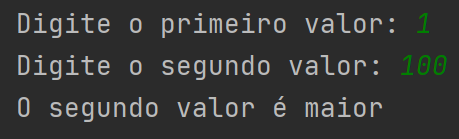 Digite o primeiro valor: 1
Digite o segundo valor: 100
O segundo valor é maior